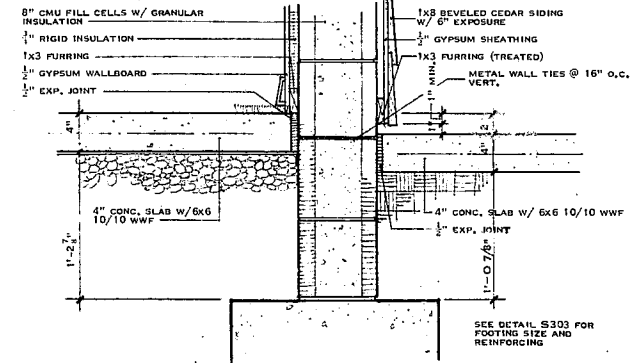 8" CMU FILL CELLS W/ GRANULAR
INSULATION
RIGID INSULATION
1x3 FURRING
½" GYPSUM WALLBOARD
½" EXP. JOINT
1x8 BEVELED CEDAR SIDING
W/ 6" EXPOSURE
½" GYPSUM SHEATHING
1x3 FURRING (TREATED)
METAL WALL TIES @ 16" O.C.
VERT.
1" MIN.
4"
2
4"
4" CONC. SLAB W/6x6
10/10 WWF
4" CONC. SLAB W/ 6x6 10/10 WWF
½" EXP. JOINT
1'-2⅞"
1'-0 7/8"
SEE DETAIL S303 FOR
FOOTING SIZE AND
REINFORCING